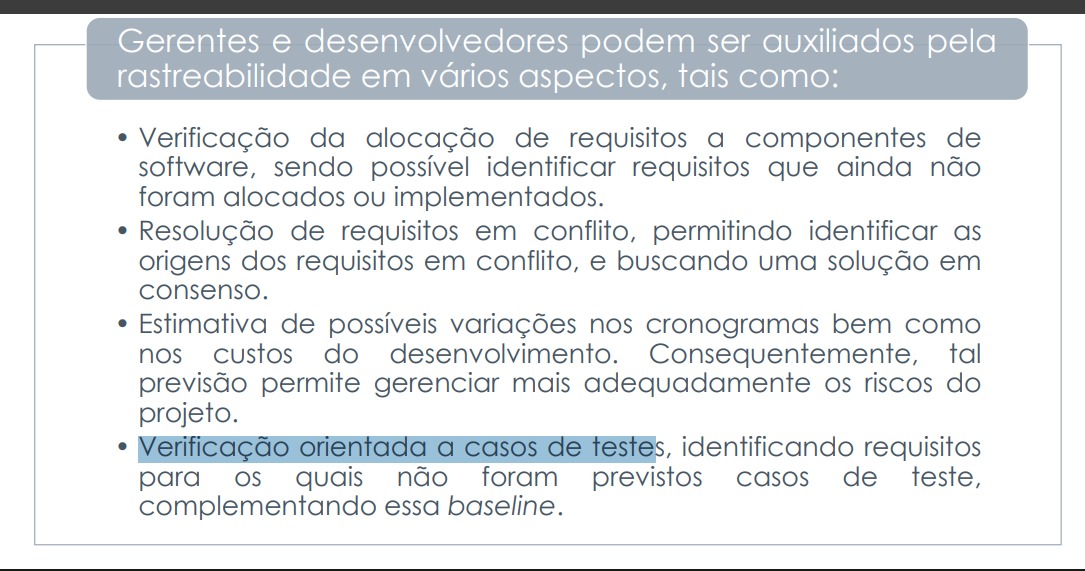 Gerentes e desenvolvedores podem ser auxiliados pela
rastreabilidade em vários aspectos, tais como:
• Verificação da alocação de requisitos a componentes de
software, sendo possível identificar requisitos que ainda não
foram alocados ou implementados.
• Resolução de requisitos em conflito, permitindo identificar as
origens dos requisitos em conflito, e buscando uma solução em
consenso.
• Estimativa de possíveis variações nos cronogramas bem como
nos custos do desenvolvimento. Consequentemente, tal
previsão permite gerenciar mais adequadamente os riscos do
projeto.
• Verificação orientada a casos de testes, identificando requisitos
para os quais não foram previstos casos de teste,
complementando essa baseline.